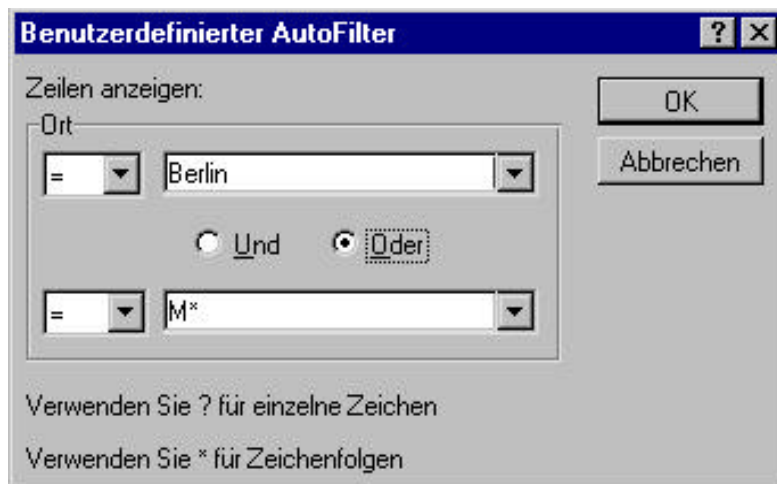 Benutzerdefinierter AutoFilter ?
Zeilen anzeigen:
OK
Ort
= Berlin
Abbrechen
Und Oder
= M*
Verwenden Sie ? für einzelne Zeichen
Verwenden Sie * für Zeichenfolgen